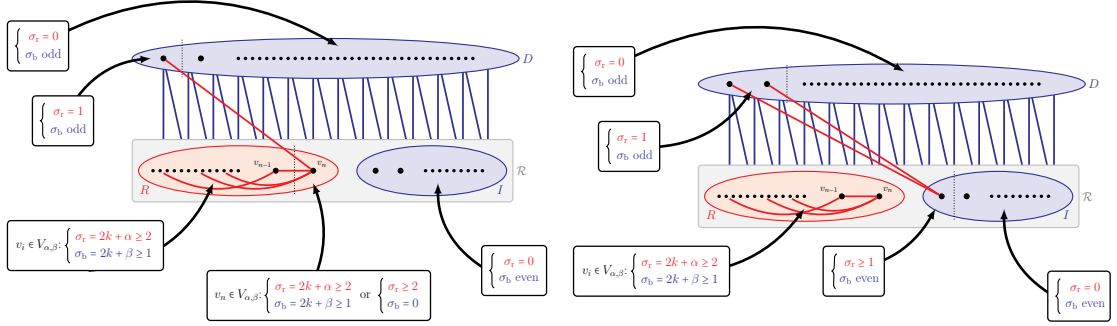 σr = 0
σb odd
σr = 1
σb odd
D
vn−1
vn
R
I
𝓡
vi ∈ Vα,β: { σr = 2k + α ≥ 2
σb = 2k + β ≥ 1
vn ∈ Vα,β: { σr = 2k + α ≥ 2 or { σr ≥ 2
σb = 2k + β ≥ 1 σb = 0
σr = 0
σb even
σr = 0
σb odd
σr = 1
σb odd
D
vn−1
vn
R
I
𝓡
vi ∈ Vα,β: { σr = 2k + α ≥ 2
σb = 2k + β ≥ 1
σr ≥ 1
σb even
σr = 0
σb even